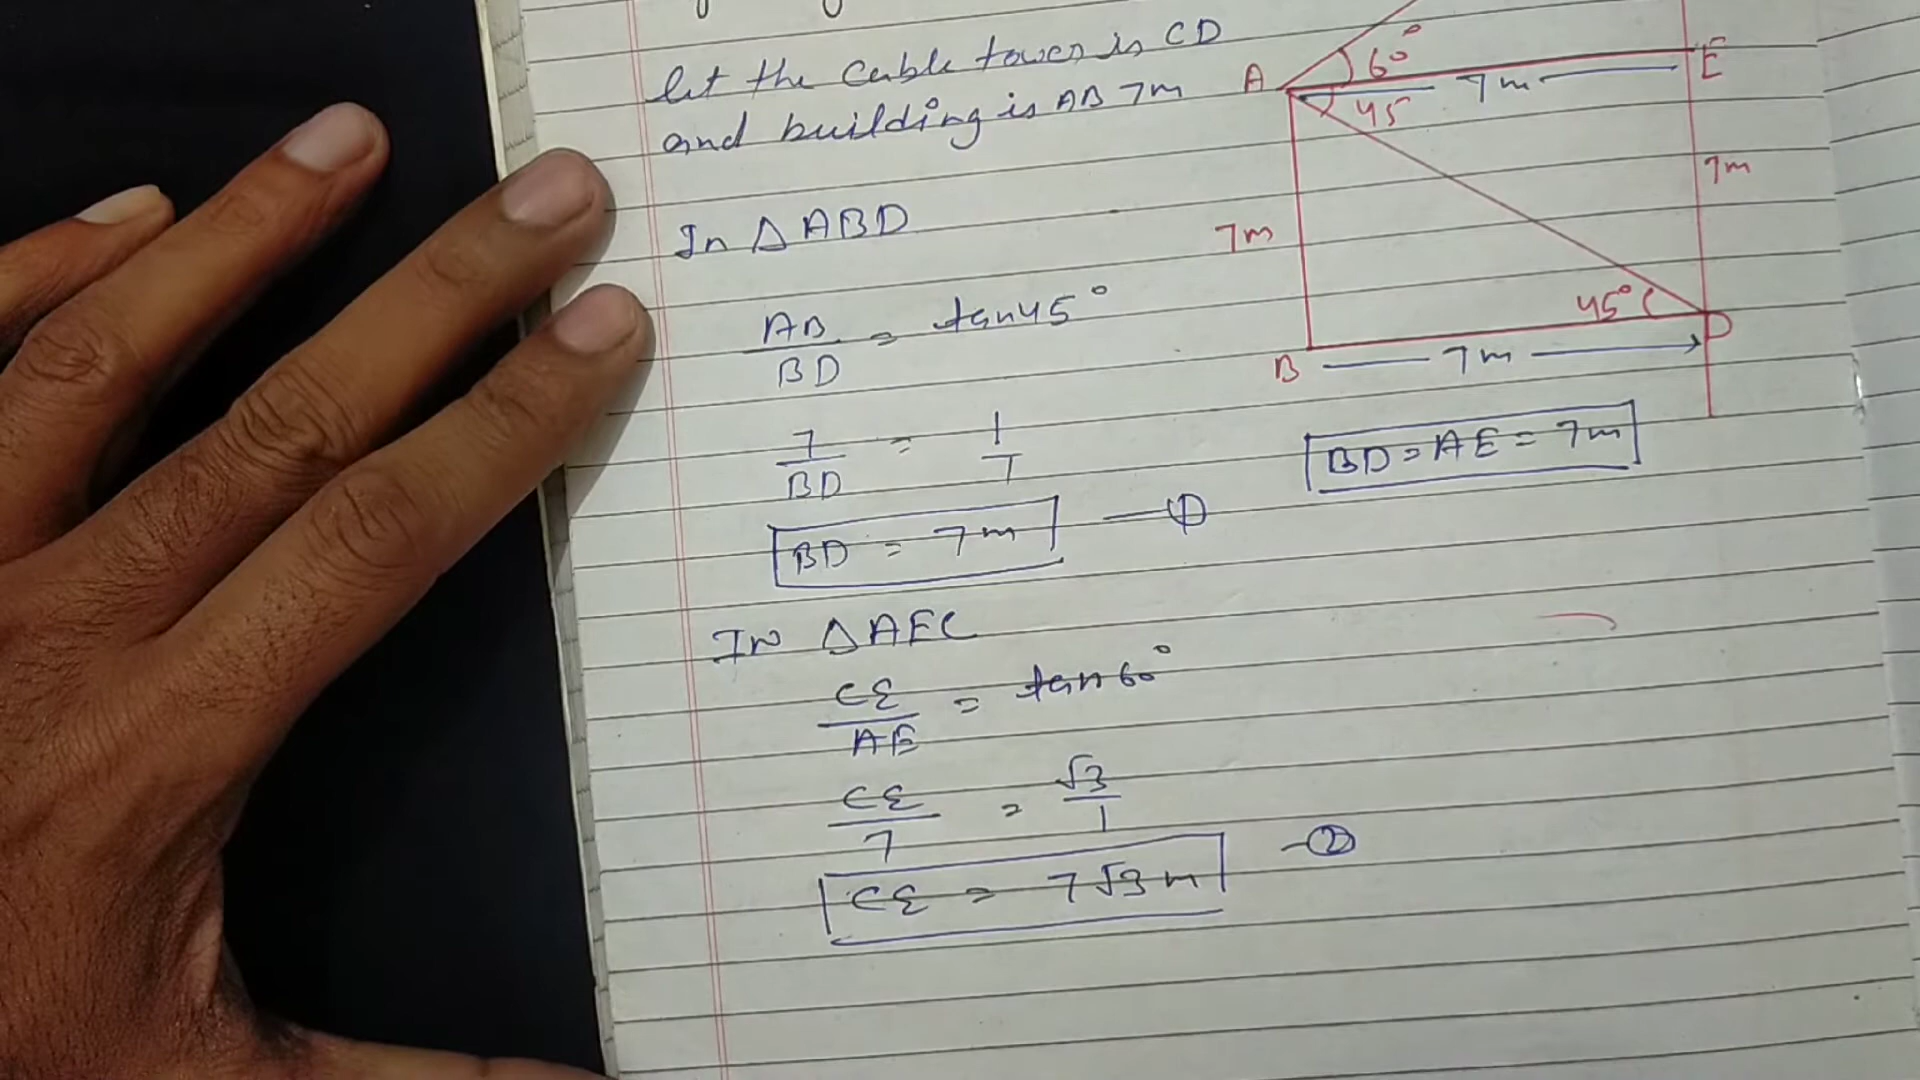 let the cable tower is CD
and building is AB 7m
In △ ABD
AB/BD = tan45°
7/BD = 1/1
BD = 7m —①
In △AEC
CE/AE = tan60°
CE/7 = √3/1
CE = 7√3 m —②
A 60° E
45 7m
7m
7m
45° D
B 7m
BD = AE = 7m